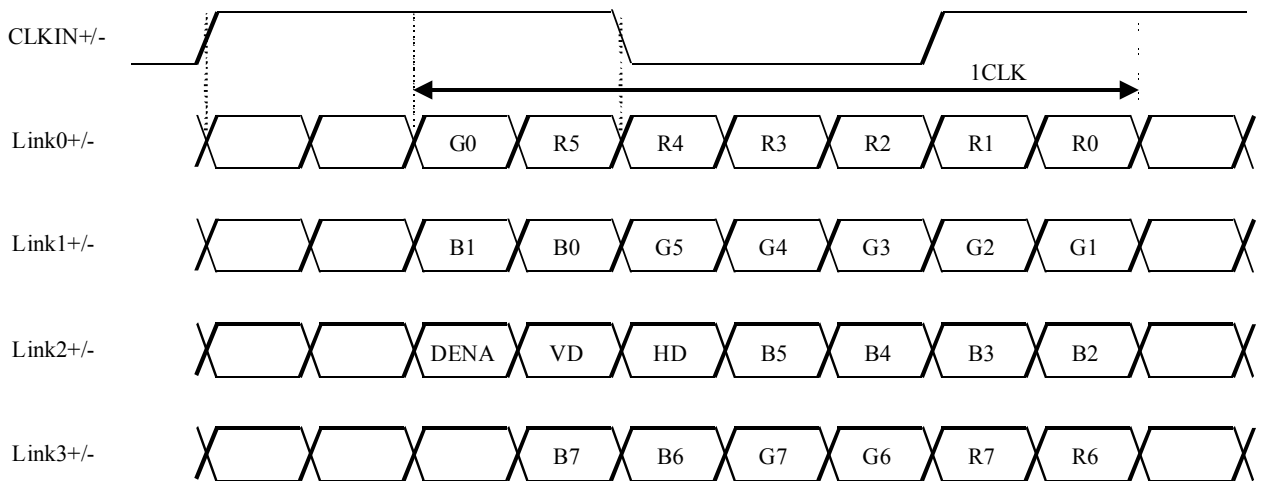 CLKIN+/-
1CLK
Link0+/- G0 R5 R4 R3 R2 R1 R0
Link1+/- B1 B0 G5 G4 G3 G2 G1
Link2+/- DENA VD HD B5 B4 B3 B2
Link3+/- B7 B6 G7 G6 R7 R6